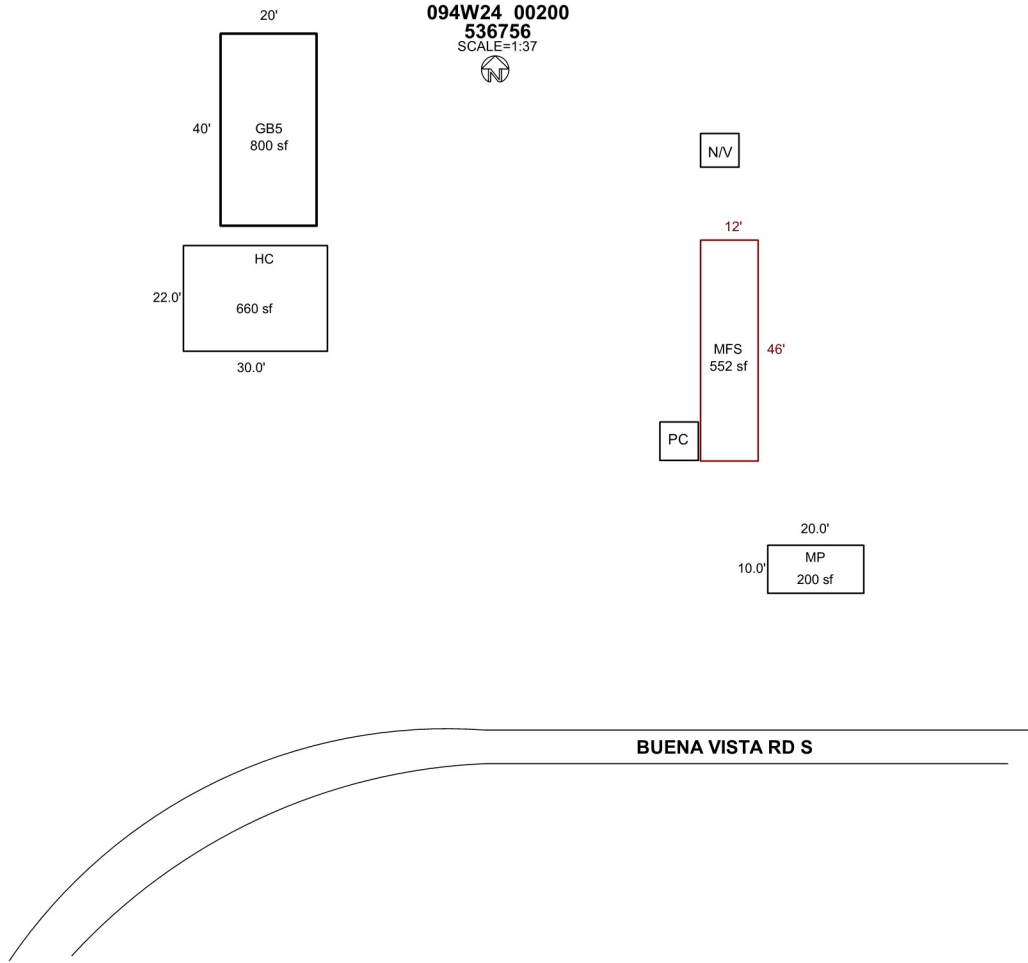 094W24 00200
536756
SCALE=1:37
N
20'
40'
GB5
800 sf
N/V
12'
HC
22.0'
660 sf
30.0'
MFS
552 sf
46'
PC
20.0'
10.0'
MP
200 sf
BUENA VISTA RD S